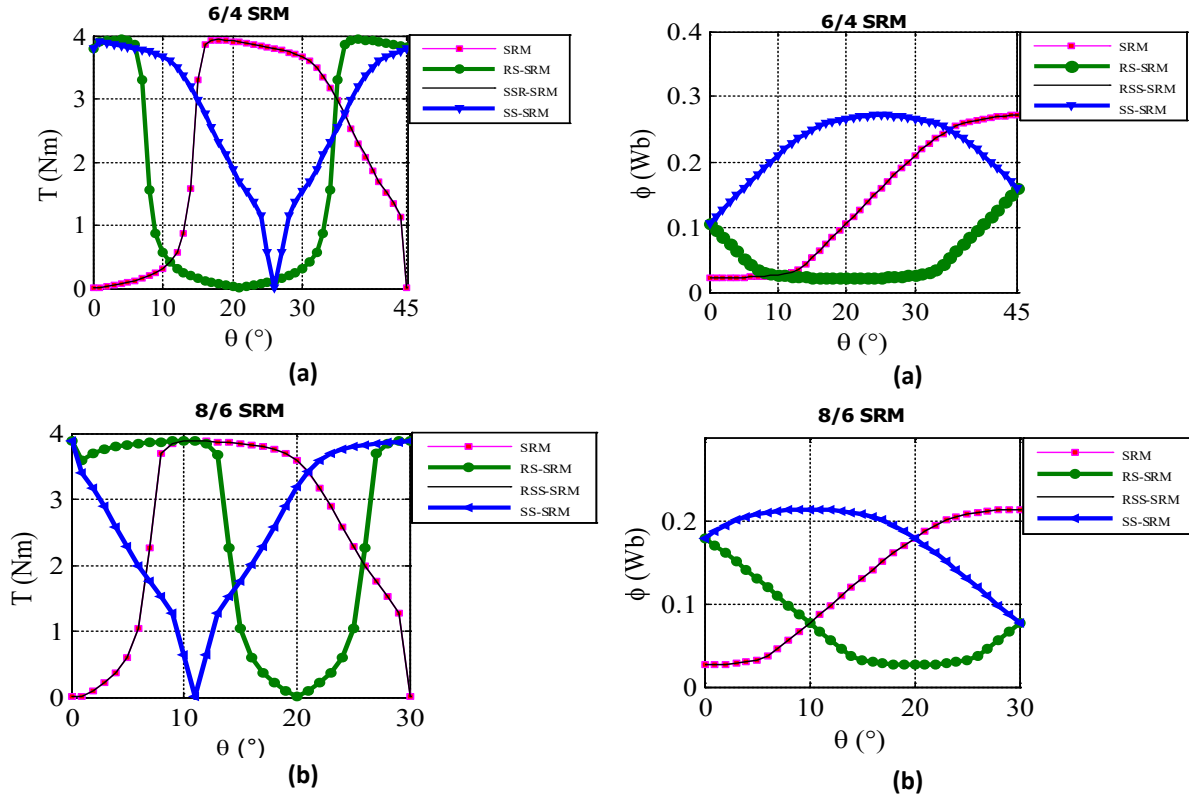 6/4 SRM
4
3
2
1
0
T (Nm)
0
10
20
30
45
θ (°)
SRM
RS-SRM
SSR-SRM
SS-SRM
(a)
6/4 SRM
0.4
0.3
0.2
0.1
0
ϕ (Wb)
0
10
20
30
45
θ (°)
SRM
RS-SRM
RSS-SRM
SS-SRM
(a)
8/6 SRM
4
3
2
1
0
T (Nm)
0
10
20
30
θ (°)
SRM
RS-SRM
RSS-SRM
SS-SRM
(b)
8/6 SRM
0.2
0.1
0
ϕ (Wb)
0
10
20
30
θ (°)
SRM
RS-SRM
RSS-SRM
SS-SRM
(b)